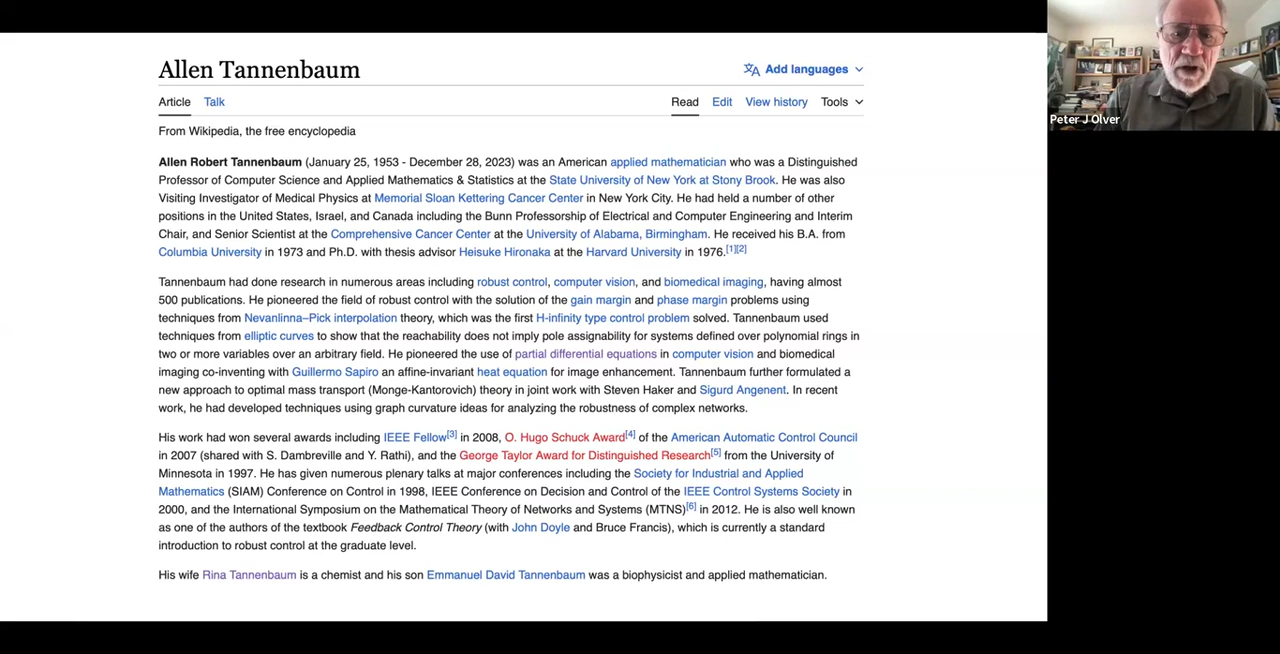 Allen Tannenbaum
Add languages
Article Talk Read Edit View history Tools
From Wikipedia, the free encyclopedia
Allen Robert Tannenbaum (January 25, 1953 - December 28, 2023) was an American applied mathematician who was a Distinguished
Professor of Computer Science and Applied Mathematics & Statistics at the State University of New York at Stony Brook. He was also
Visiting Investigator of Medical Physics at Memorial Sloan Kettering Cancer Center in New York City. He had held a number of other
positions in the United States, Israel, and Canada including the Bunn Professorship of Electrical and Computer Engineering and Interim
Chair, and Senior Scientist at the Comprehensive Cancer Center at the University of Alabama, Birmingham. He received his B.A. from
Columbia University in 1973 and Ph.D. with thesis advisor Heisuke Hironaka at the Harvard University in 1976.[1][2]
Tannenbaum had done research in numerous areas including robust control, computer vision, and biomedical imaging, having almost
500 publications. He pioneered the field of robust control with the solution of the gain margin and phase margin problems using
techniques from Nevanlinna–Pick interpolation theory, which was the first H-infinity type control problem solved. Tannenbaum used
techniques from elliptic curves to show that the reachability does not imply pole assignability for systems defined over polynomial rings in
two or more variables over an arbitrary field. He pioneered the use of partial differential equations in computer vision and biomedical
imaging co-inventing with Guillermo Sapiro an affine-invariant heat equation for image enhancement. Tannenbaum further formulated a
new approach to optimal mass transport (Monge-Kantorovich) theory in joint work with Steven Haker and Sigurd Angenent. In recent
work, he had developed techniques using graph curvature ideas for analyzing the robustness of complex networks.
His work had won several awards including IEEE Fellow[3] in 2008, O. Hugo Schuck Award[4] of the American Automatic Control Council
in 2007 (shared with S. Dambreville and Y. Rathi), and the George Taylor Award for Distinguished Research[5] from the University of
Minnesota in 1997. He has given numerous plenary talks at major conferences including the Society for Industrial and Applied
Mathematics (SIAM) Conference on Control in 1998, IEEE Conference on Decision and Control of the IEEE Control Systems Society in
2000, and the International Symposium on the Mathematical Theory of Networks and Systems (MTNS)[6] in 2012. He is also well known
as one of the authors of the textbook Feedback Control Theory (with John Doyle and Bruce Francis), which is currently a standard
introduction to robust control at the graduate level.
His wife Rina Tannenbaum is a chemist and his son Emmanuel David Tannenbaum was a biophysicist and applied mathematician.
Peter J Olver